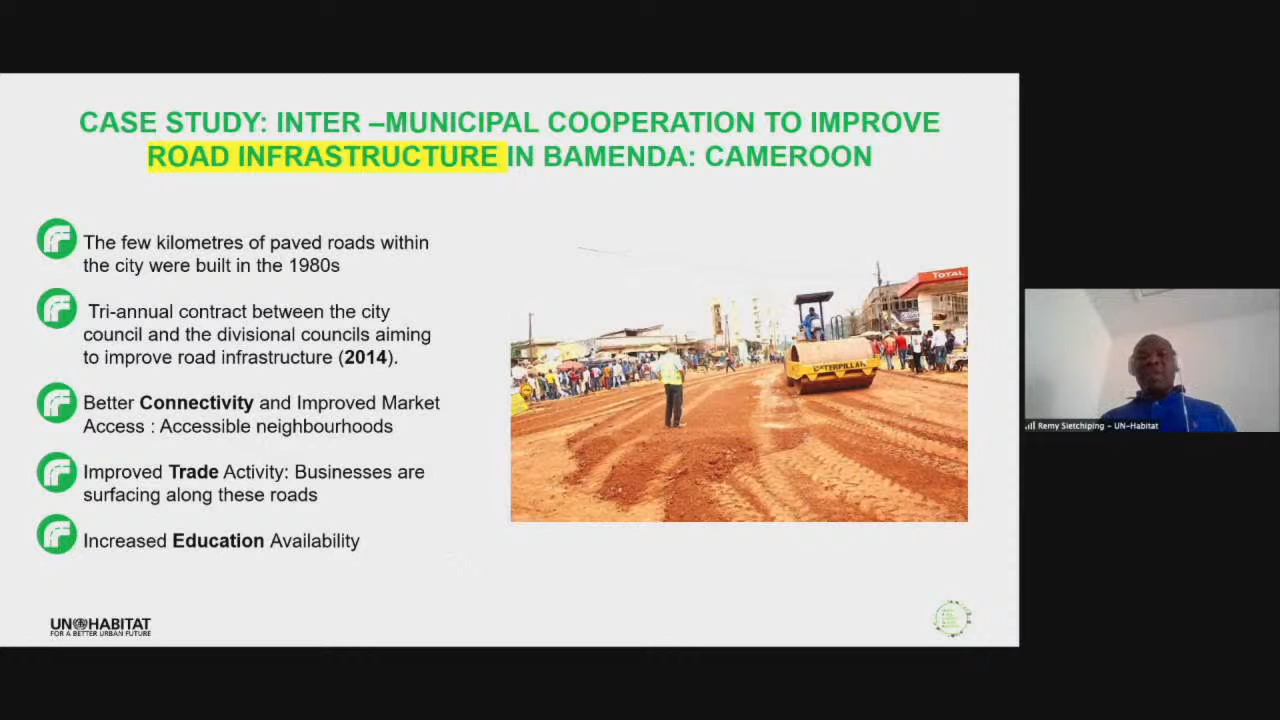 CASE STUDY: INTER –MUNICIPAL COOPERATION TO IMPROVE
ROAD INFRASTRUCTURE IN BAMENDA: CAMEROON
The few kilometres of paved roads within
the city were built in the 1980s
Tri-annual contract between the city
council and the divisional councils aiming
to improve road infrastructure (2014).
Better Connectivity and Improved Market
Access : Accessible neighbourhoods
Improved Trade Activity: Businesses are
surfacing along these roads
Increased Education Availability
TOTAL
CATERPILLAR
Remy Sietchiping - UN-Habitat
UN HABITAT
FOR A BETTER URBAN FUTURE